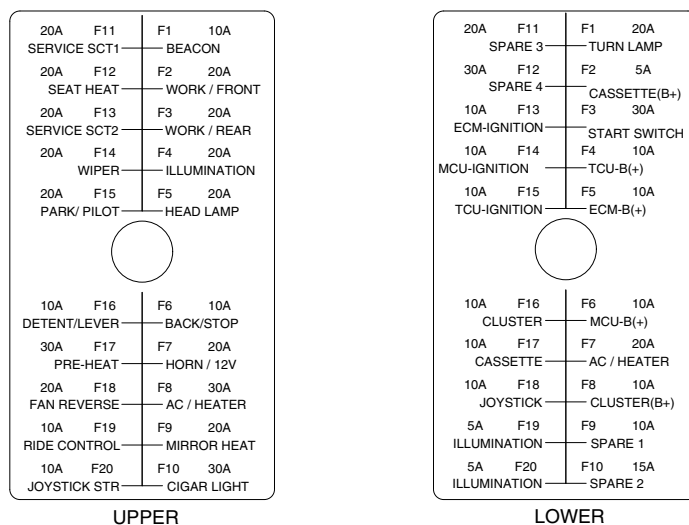 20A F11 F1 10A
SERVICE SCT1 BEACON
20A F12 F2 20A
SEAT HEAT WORK / FRONT
20A F13 F3 20A
SERVICE SCT2 WORK / REAR
20A F14 F4 20A
WIPER ILLUMINATION
20A F15 F5 20A
PARK/ PILOT HEAD LAMP
10A F16 F6 10A
DETENT/LEVER BACK/STOP
30A F17 F7 20A
PRE-HEAT HORN / 12V
20A F18 F8 30A
FAN REVERSE AC / HEATER
10A F19 F9 20A
RIDE CONTROL MIRROR HEAT
10A F20 F10 30A
JOYSTICK STR CIGAR LIGHT
UPPER
20A F11 F1 20A
SPARE 3 TURN LAMP
30A F12 F2 5A
SPARE 4 CASSETTE(B+)
10A F13 F3 30A
ECM-IGNITION START SWITCH
10A F14 F4 10A
MCU-IGNITION TCU-B(+)
10A F15 F5 10A
TCU-IGNITION ECM-B(+)
10A F16 F6 10A
CLUSTER MCU-B(+)
10A F17 F7 20A
CASSETTE AC / HEATER
10A F18 F8 10A
JOYSTICK CLUSTER(B+)
5A F19 F9 10A
ILLUMINATION SPARE 1
5A F20 F10 15A
ILLUMINATION SPARE 2
LOWER